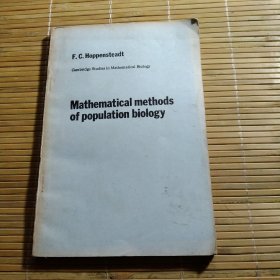 F. C. Hoppensteadt
Cambridge Studies in Mathematical Biology
Mathematical methods
of population biology